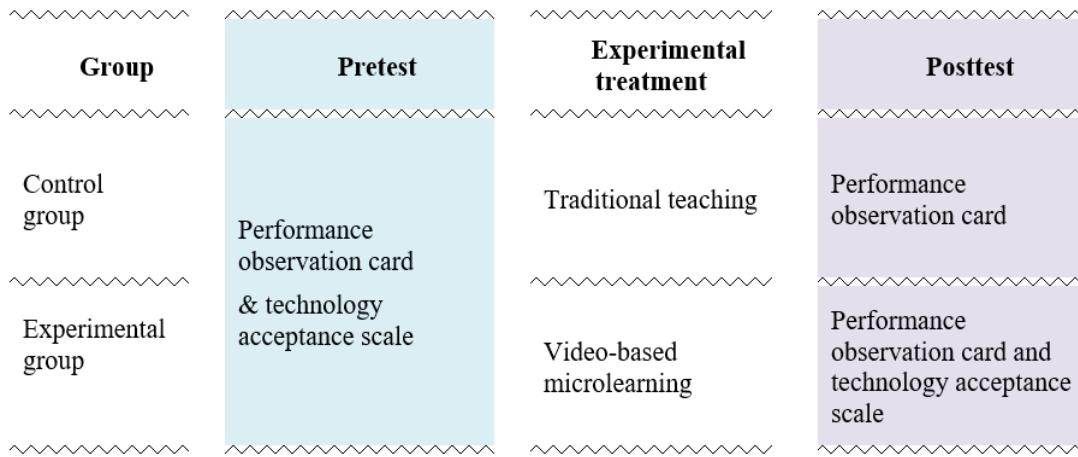 Group
Pretest
Experimental
treatment
Posttest
Control
group
Performance
observation card
& technology
acceptance scale
Traditional teaching
Performance
observation card
Experimental
group
Video-based
microlearning
Performance
observation card and
technology acceptance
scale